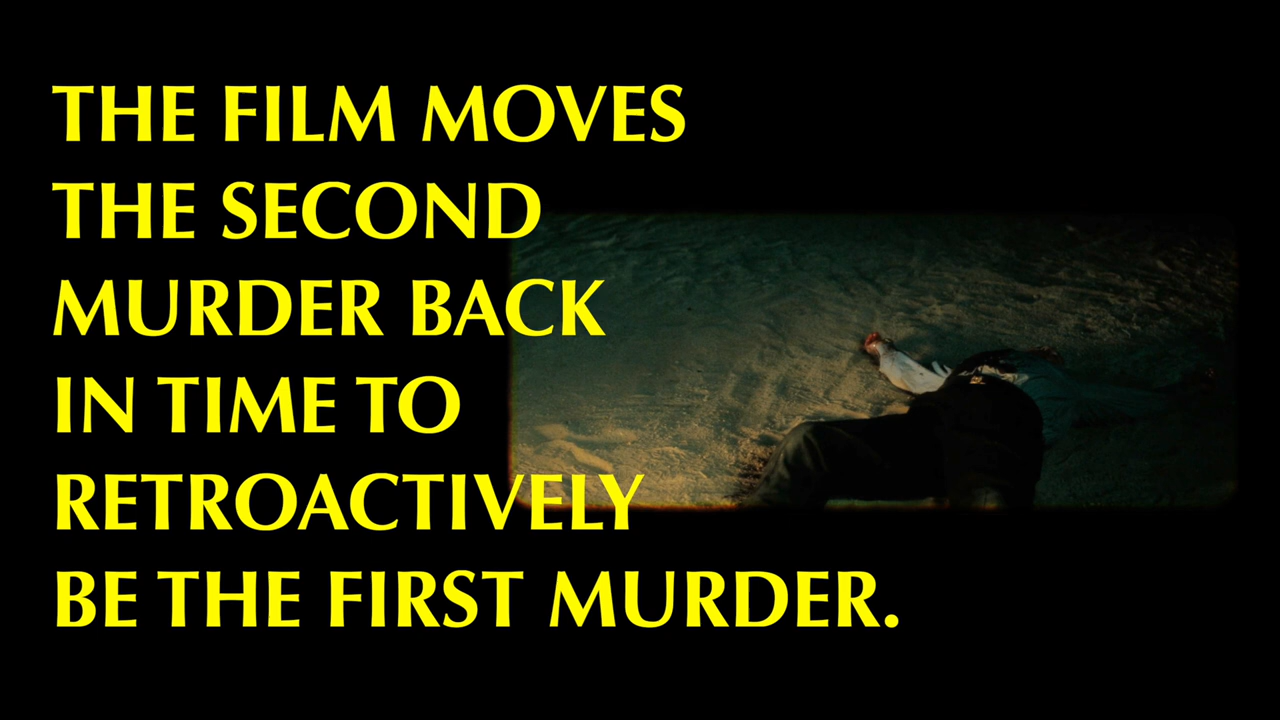 THE FILM MOVES
THE SECOND
MURDER BACK
IN TIME TO
RETROACTIVELY
BE THE FIRST MURDER.